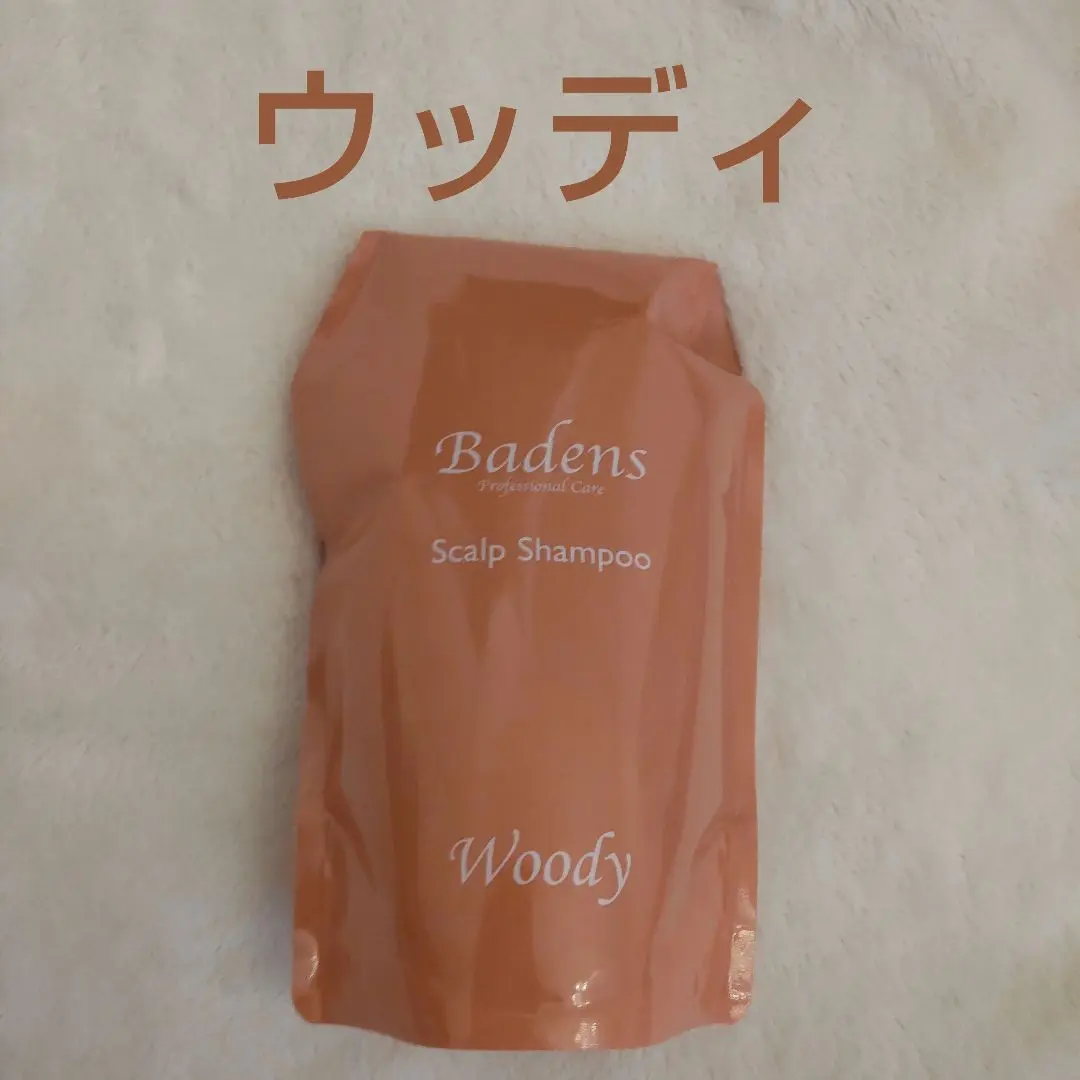 ウッディ
Badens
Professional Care
Scalp Shampoo
Woody